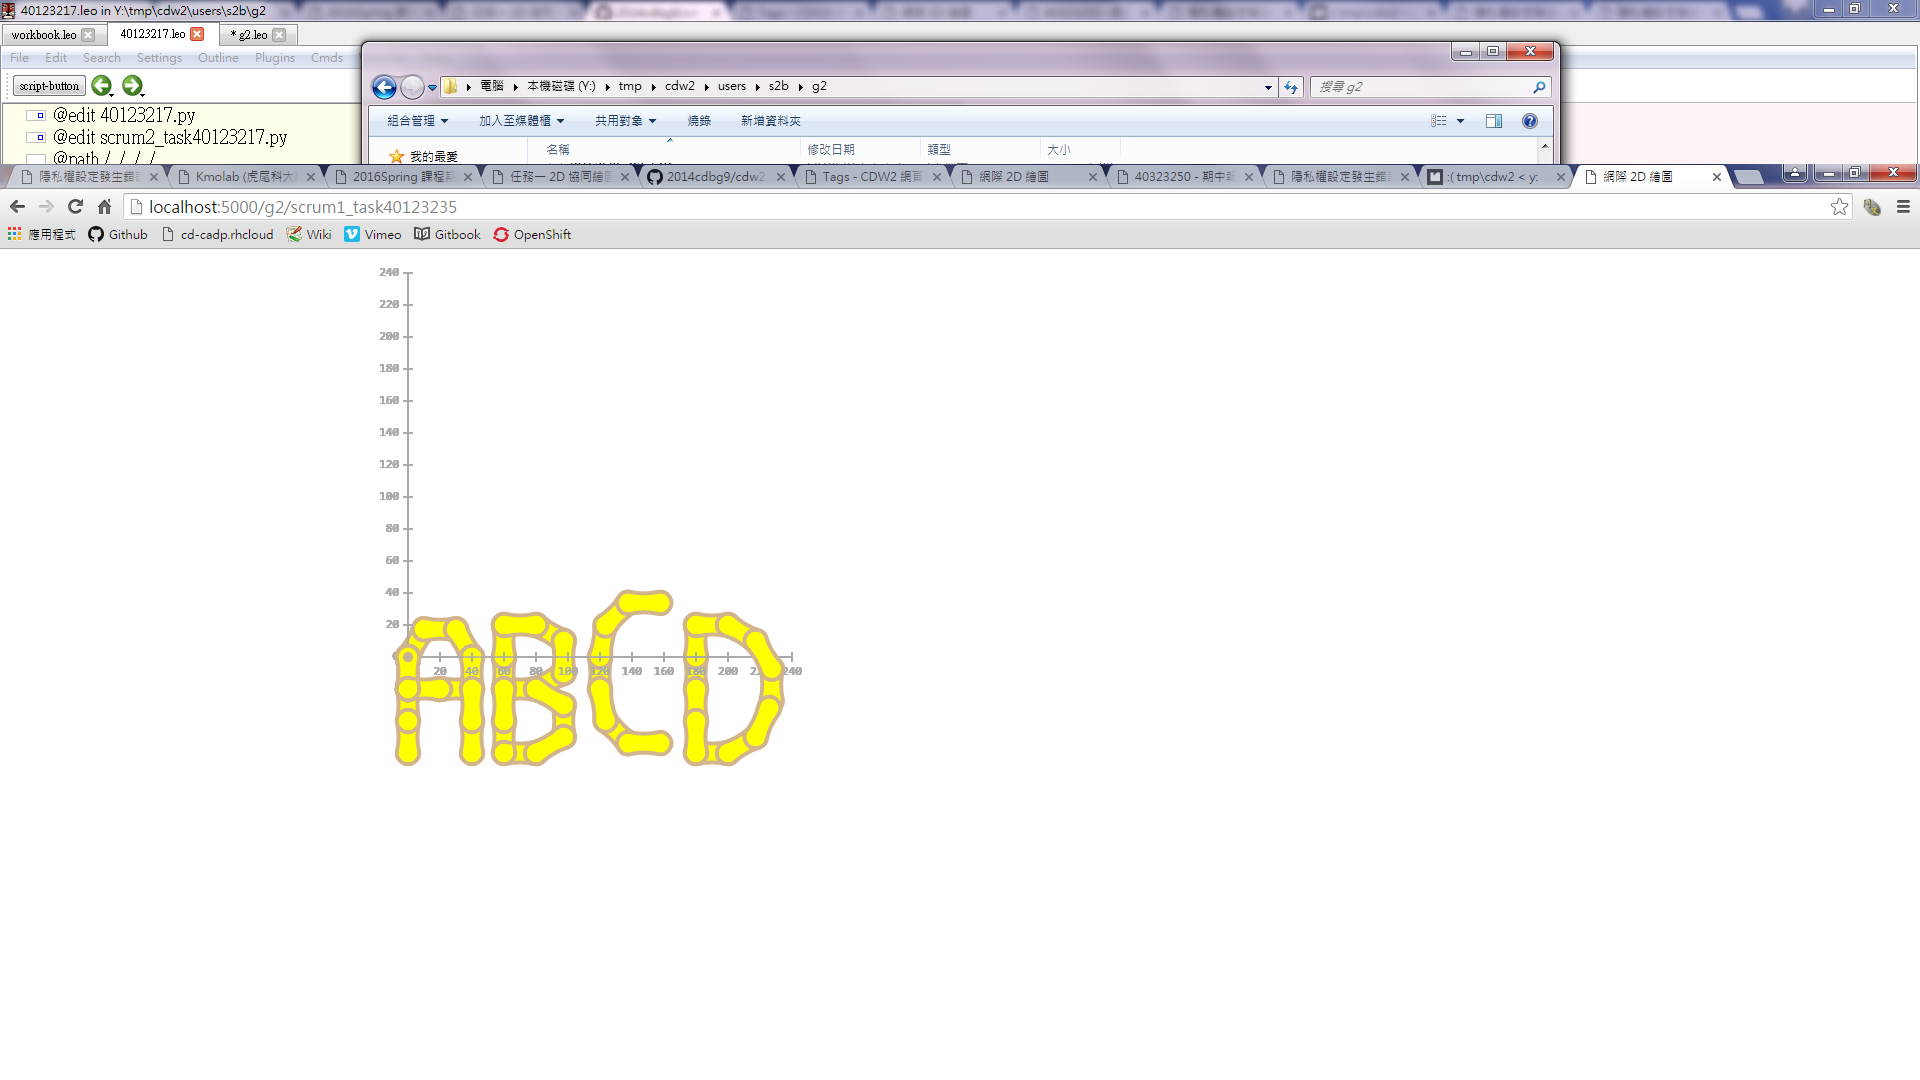 40123217.leo in Y:\tmp\cdw2\users\s2b\g2
workbook.leo 40123217.leo * g2.leo
File Edit Search Settings Outline Plugins Cmds
script-button
@edit 40123217.py
@edit scrum2_task40123217.py
@path /./././
電腦 本機磁碟 (Y:) tmp cdw2 users s2b g2
搜尋 g2
組合管理 加入至媒體櫃 共用對象 燒錄 新增資料夾
我的最愛
名稱 修改日期 類型 大小
隱私權設定發生錯誤 Kmolab (虎尾科大 2016Spring 課程 任務一 2D 協同繪圖 2014cdbg9/cdw2 Tags - CDW2 網頁 網際 2D 繪圖 40323250 - 期中 隱私權設定發生錯誤 :( tmp\cdw2 < y: 網際 2D 繪圖
localhost:5000/g2/scrum1_task40123235
應用程式 Github cd-cadp.rhcloud Wiki Vimeo Gitbook OpenShift
240
220
200
180
160
140
120
100
80
60
40
20
20 40 60 80 100 120 140 160 180 200 240
ABCD